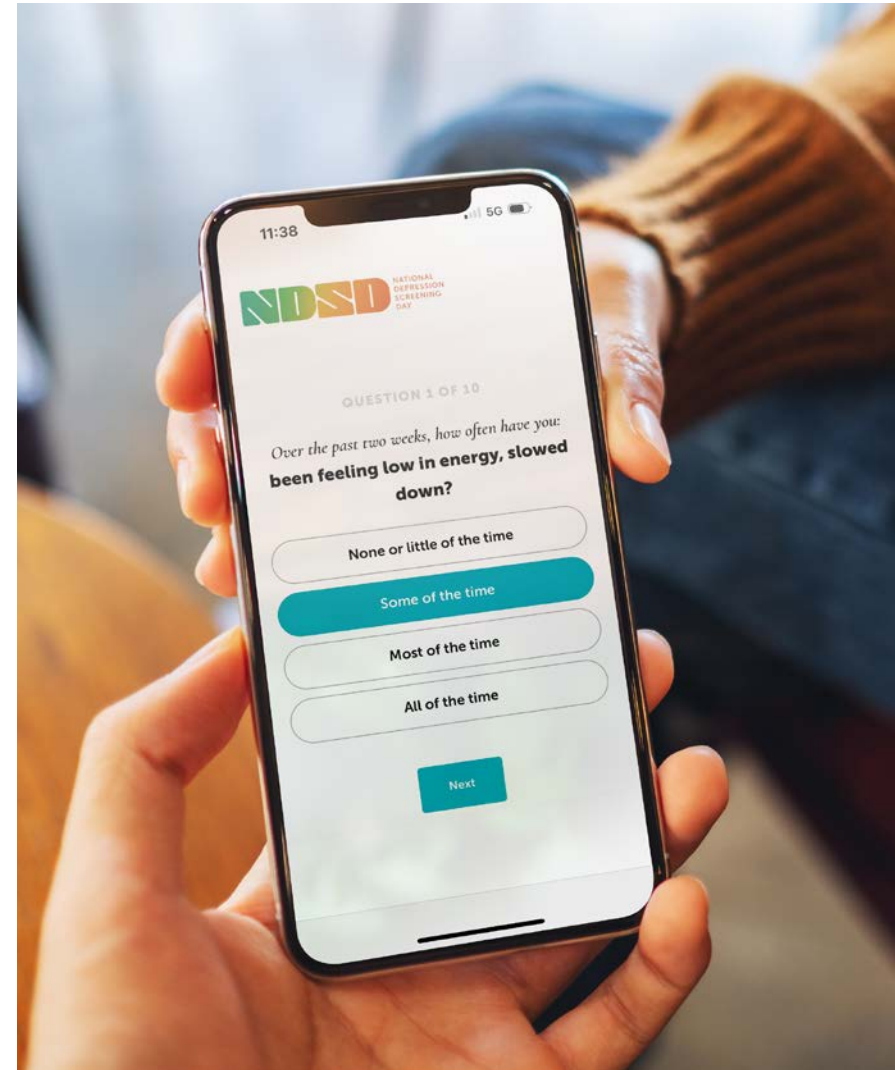 11:38
5G
NDSD
NATIONAL
DEPRESSION
SCREENING
DAY
QUESTION 1 OF 10
Over the past two weeks, how often have you:
been feeling low in energy, slowed
down?
None or little of the time
Some of the time
Most of the time
All of the time
Next